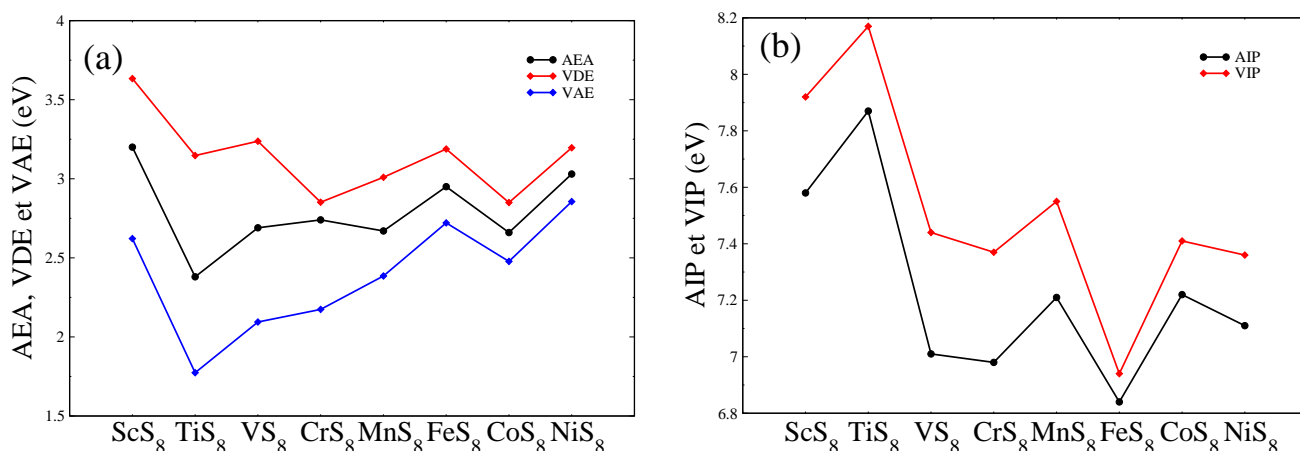 (a)
AEA
VDE
VAE
AEA, VDE et VAE (eV)
4
3.5
3
2.5
2
1.5
ScS₈ TiS₈ VS₈ CrS₈ MnS₈ FeS₈ CoS₈ NiS₈
(b)
AIP
VIP
AIP et VIP (eV)
8.2
8
7.8
7.6
7.4
7.2
7
6.8
ScS₈ TiS₈ VS₈ CrS₈ MnS₈ FeS₈ CoS₈ NiS₈